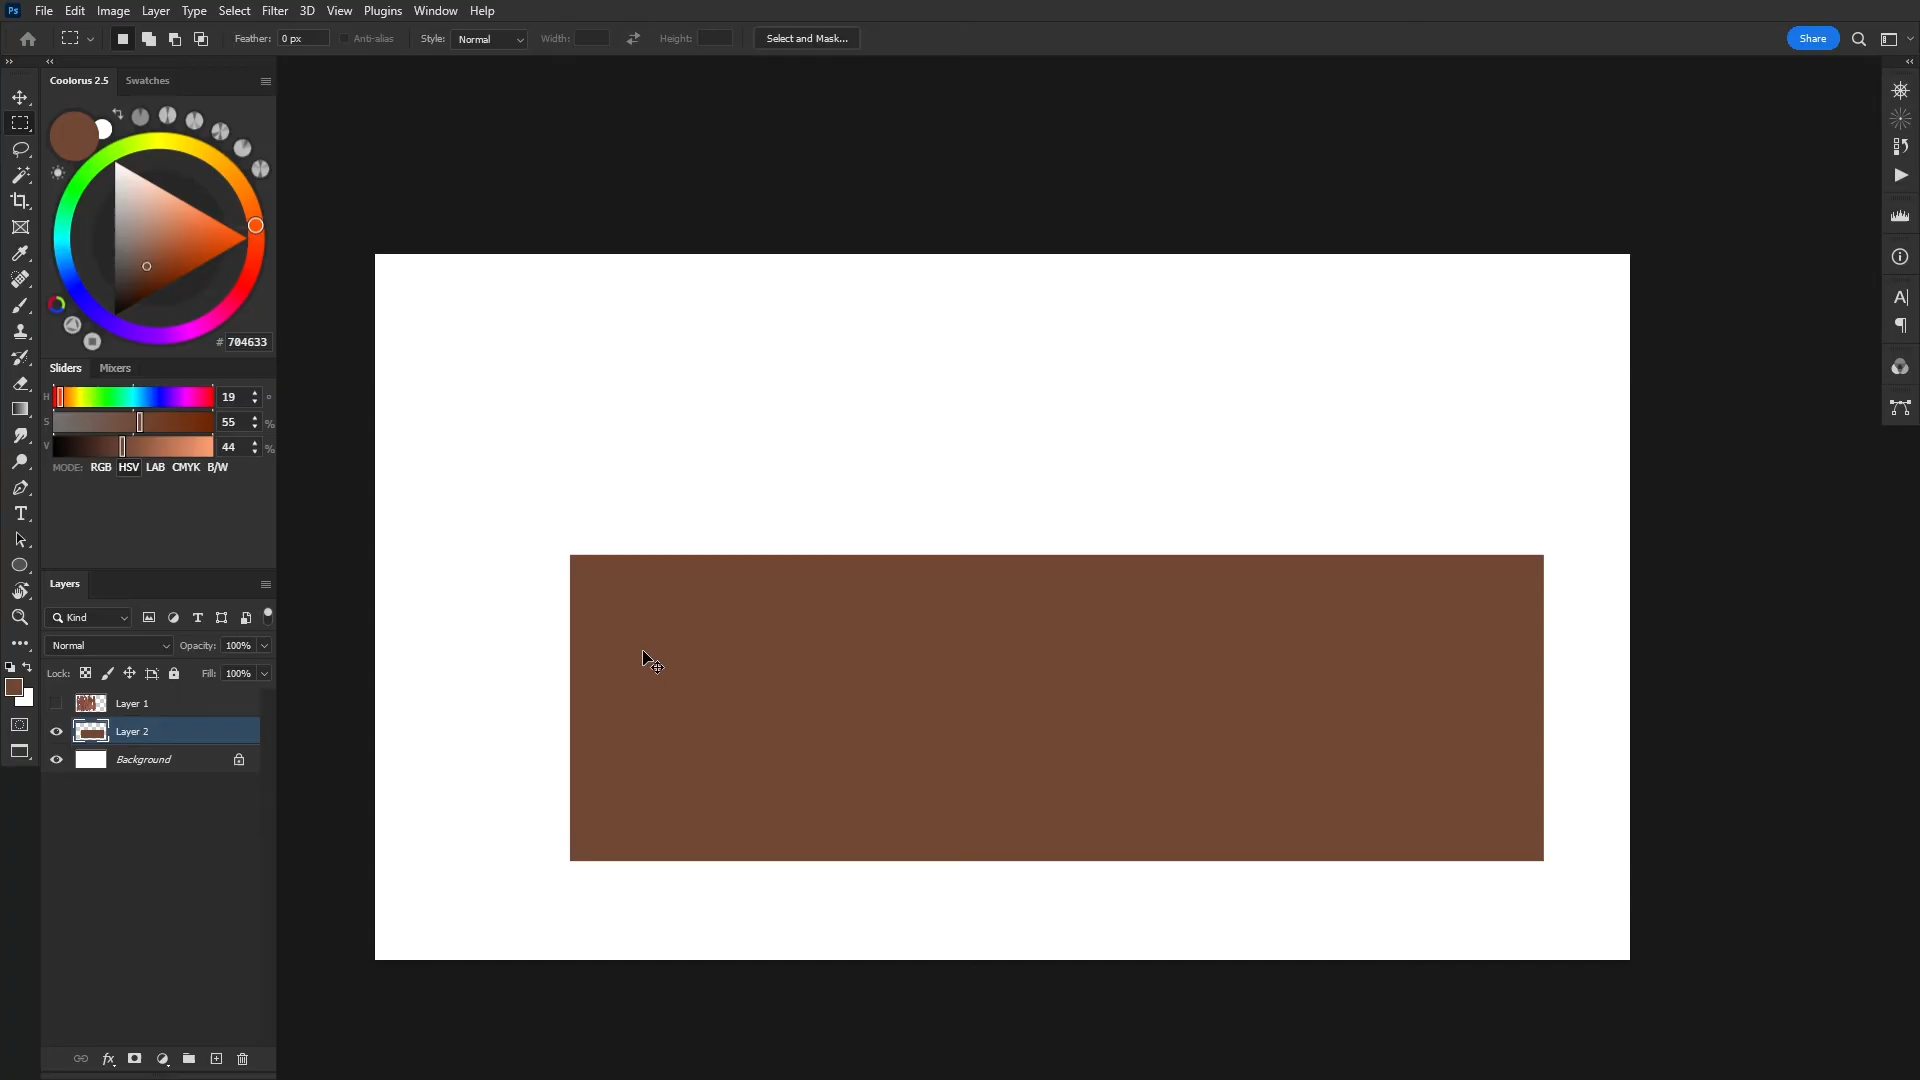 Ps File Edit Image Layer Type Select Filter 3D View Plugins Window Help
Feather: 0 px Anti-alias Style: Normal Width: Height: Select and Mask... Share
Coolorus 2.5 Swatches
# 704633
Sliders Mixers
H 19 °
S 55 %
V 44 %
MODE: RGB HSV LAB CMYK B/W
Layers
Kind
Normal Opacity: 100%
Lock: Fill: 100%
Layer 1
Layer 2
Background